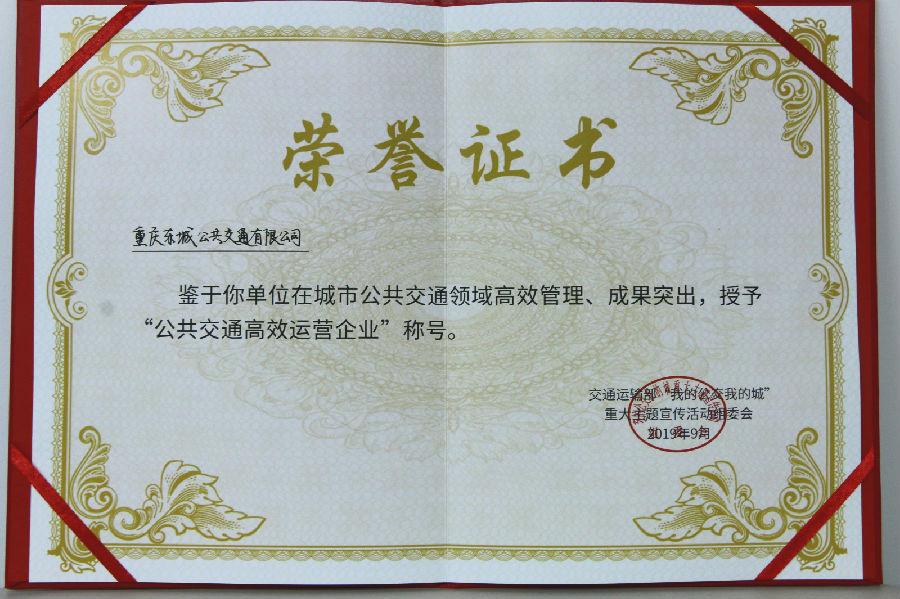 荣誉证书
重庆东城公共交通有限公司
鉴于你单位在城市公共交通领域高效管理、成果突出，授予
“公共交通高效运营企业”称号。
交通运输部“我的公交我的城”
重大主题宣传活动组委会
2019年9月